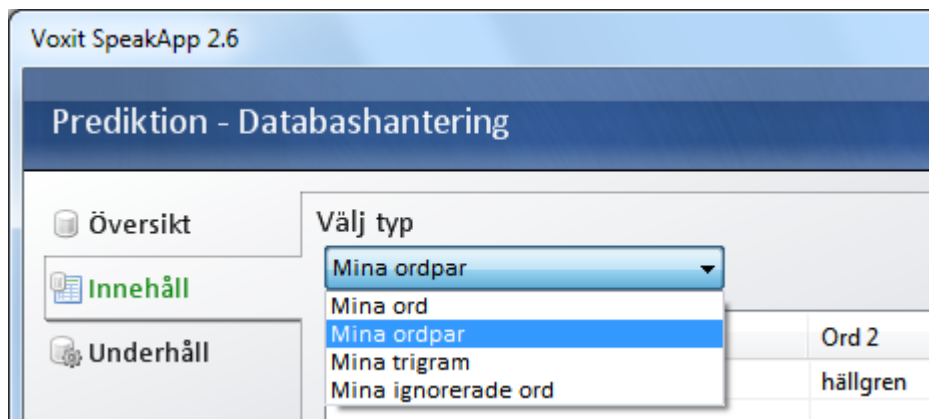 Voxit SpeakApp 2.6
Prediktion - Databashantering
Översikt
Innehåll
Underhåll
Välj typ
Mina ordpar
Mina ord
Mina ordpar
Mina trigram
Mina ignorerade ord
Ord 2
hällgren